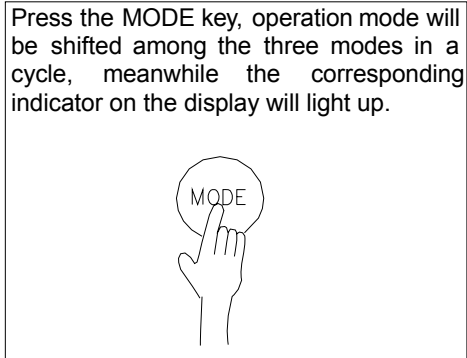 Press the MODE key, operation mode will
be shifted among the three modes in a
cycle, meanwhile the corresponding
indicator on the display will light up.
MODE